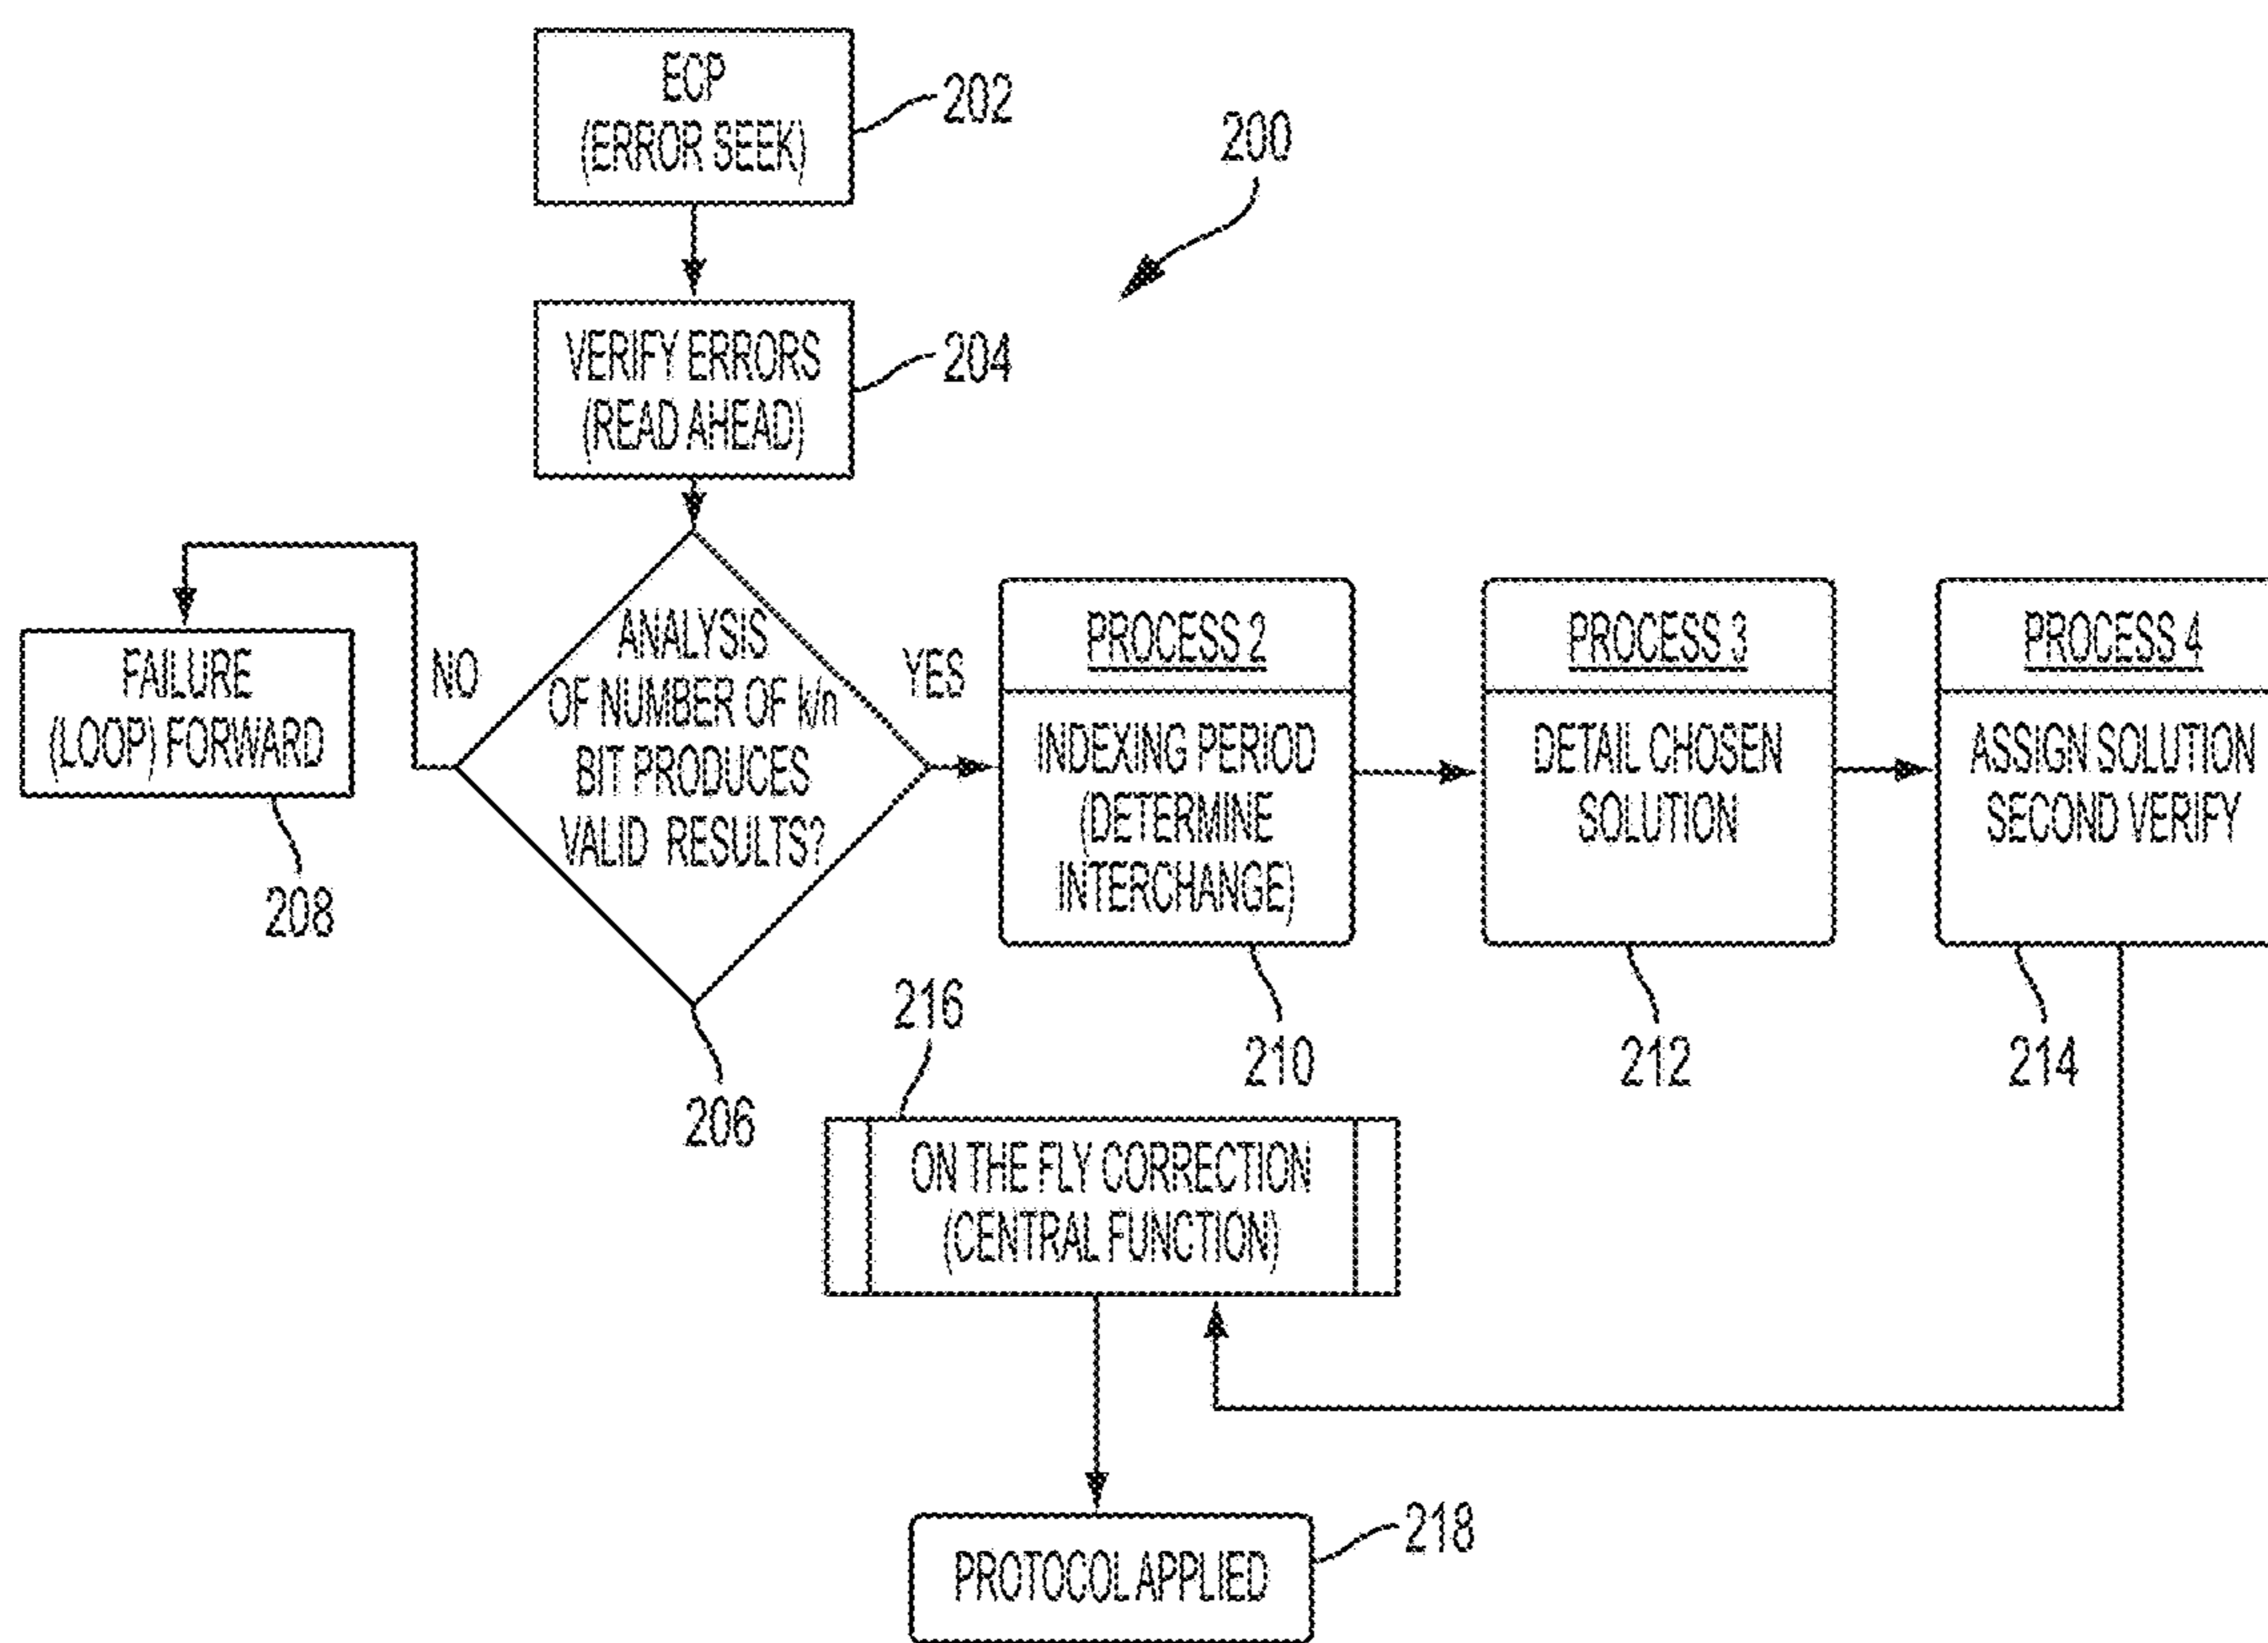 ECP
(ERROR SEEK)
202
200
VERIFY ERRORS
(READ AHEAD)
204
ANALYSIS
OF NUMBER OF k/n
BIT PRODUCES
VALID RESULTS?
NO
YES
FAILURE
(LOOP) FORWARD
208
206
PROCESS 2
INDEXING PERIOD
(DETERMINE
INTERCHANGE)
210
PROCESS 3
DETAIL CHOSEN
SOLUTION
212
PROCESS 4
ASSIGN SOLUTION
SECOND VERIFY
214
216
ON THE FLY CORRECTION
(CENTRAL FUNCTION)
PROTOCOL APPLIED
218